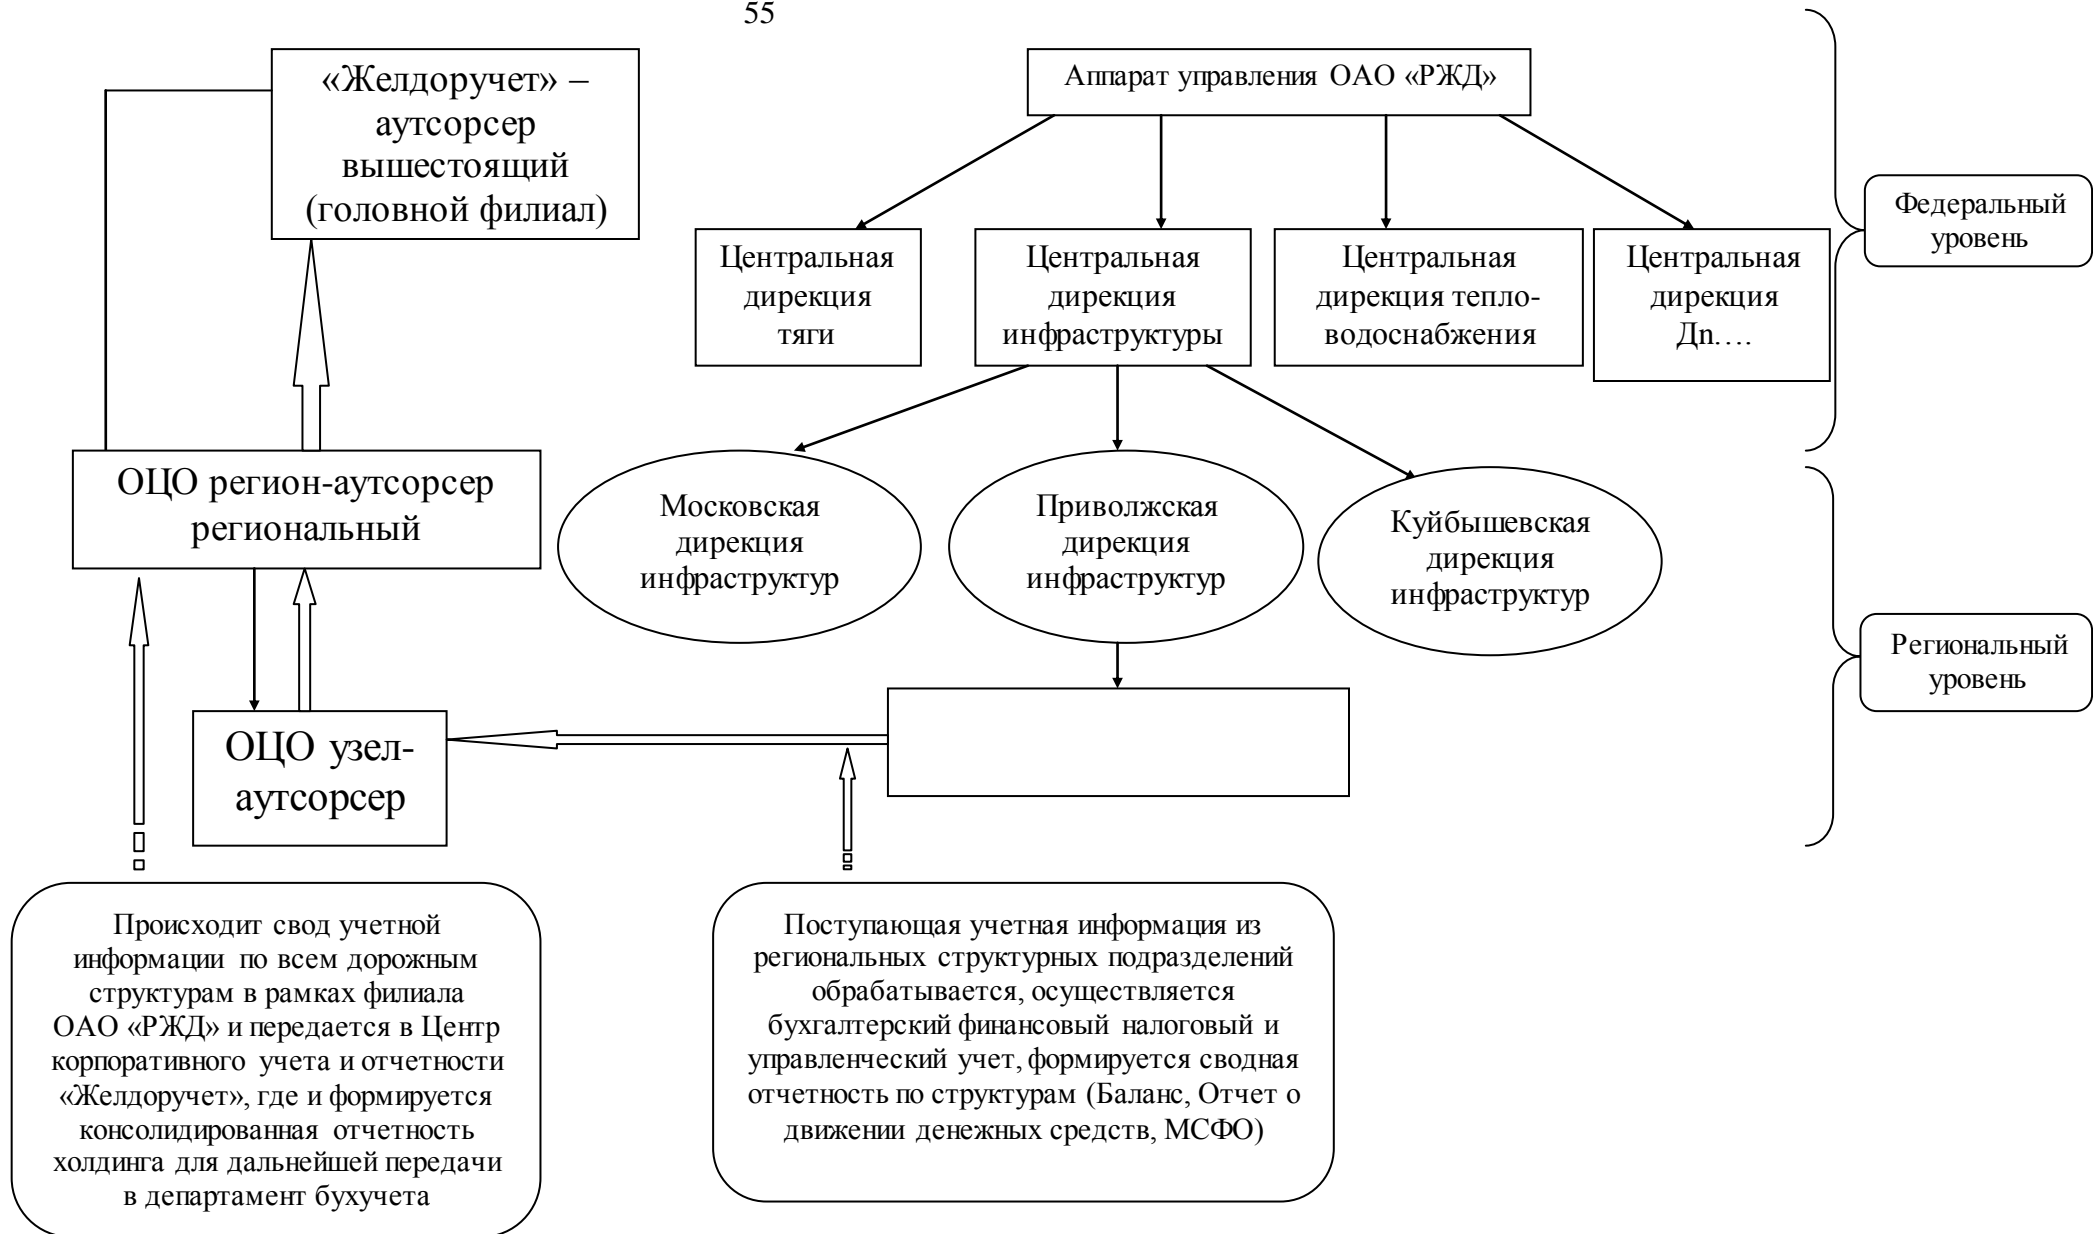 55
«Желдоручет» –
аутсорсер
вышестоящий
(головной филиал)
Аппарат управления ОАО «РЖД»
Федеральный
уровень
Центральная
дирекция
тяги
Центральная
дирекция
инфраструктуры
Центральная
дирекция тепло-
водоснабжения
Центральная
дирекция
Дn….
ОЦО регион-аутсорсер
региональный
Московская
дирекция
инфраструктур
Приволжская
дирекция
инфраструктур
Куйбышевская
дирекция
инфраструктур
Региональный
уровень
ОЦО узел-
аутсорсер
Происходит свод учетной
информации по всем дорожным
структурам в рамках филиала
ОАО «РЖД» и передается в Центр
корпоративного учета и отчетности
«Желдоручет», где и формируется
консолидированная отчетность
холдинга для дальнейшей передачи
в департамент бухучета
Поступающая учетная информация из
региональных структурных подразделений
обрабатывается, осуществляется
бухгалтерский финансовый налоговый и
управленческий учет, формируется сводная
отчетность по структурам (Баланс, Отчет о
движении денежных средств, МСФО)